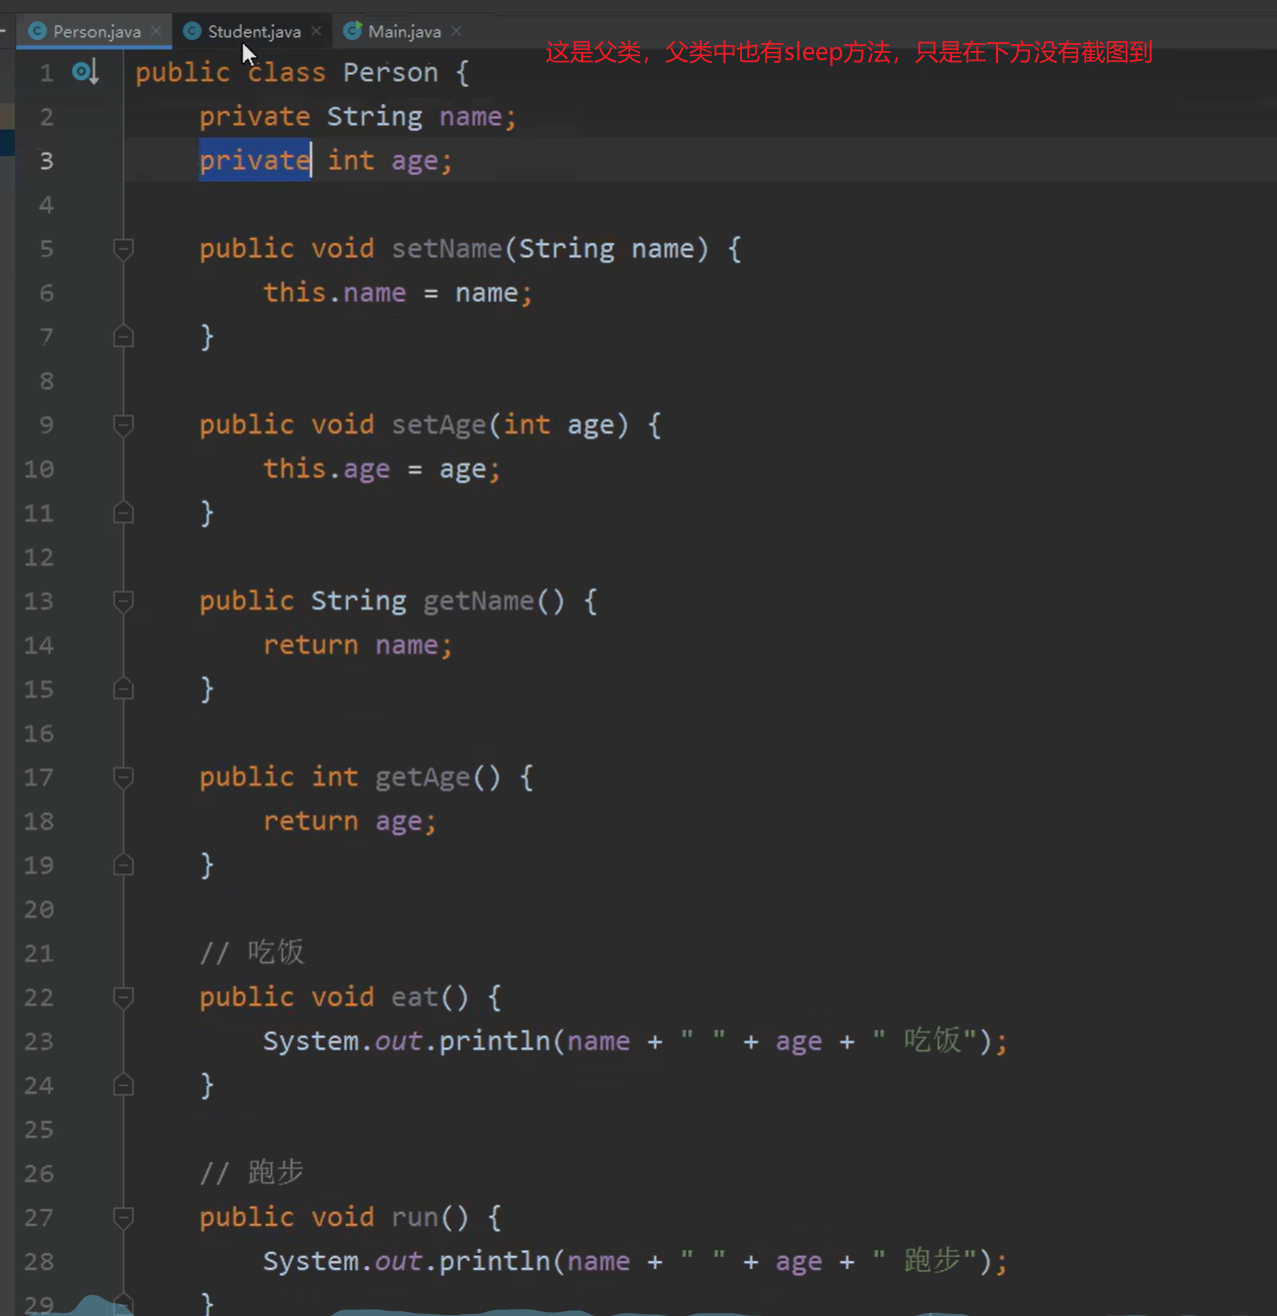 Person.java × Student.java × Main.java ×
这是父类，父类中也有sleep方法，只是在下方没有截图到
1 public class Person {
2 private String name;
3 private int age;
4
5 public void setName(String name) {
6 this.name = name;
7 }
8
9 public void setAge(int age) {
10 this.age = age;
11 }
12
13 public String getName() {
14 return name;
15 }
16
17 public int getAge() {
18 return age;
19 }
20
21 // 吃饭
22 public void eat() {
23 System.out.println(name + " " + age + " 吃饭");
24 }
25
26 // 跑步
27 public void run() {
28 System.out.println(name + " " + age + " 跑步");
29 }